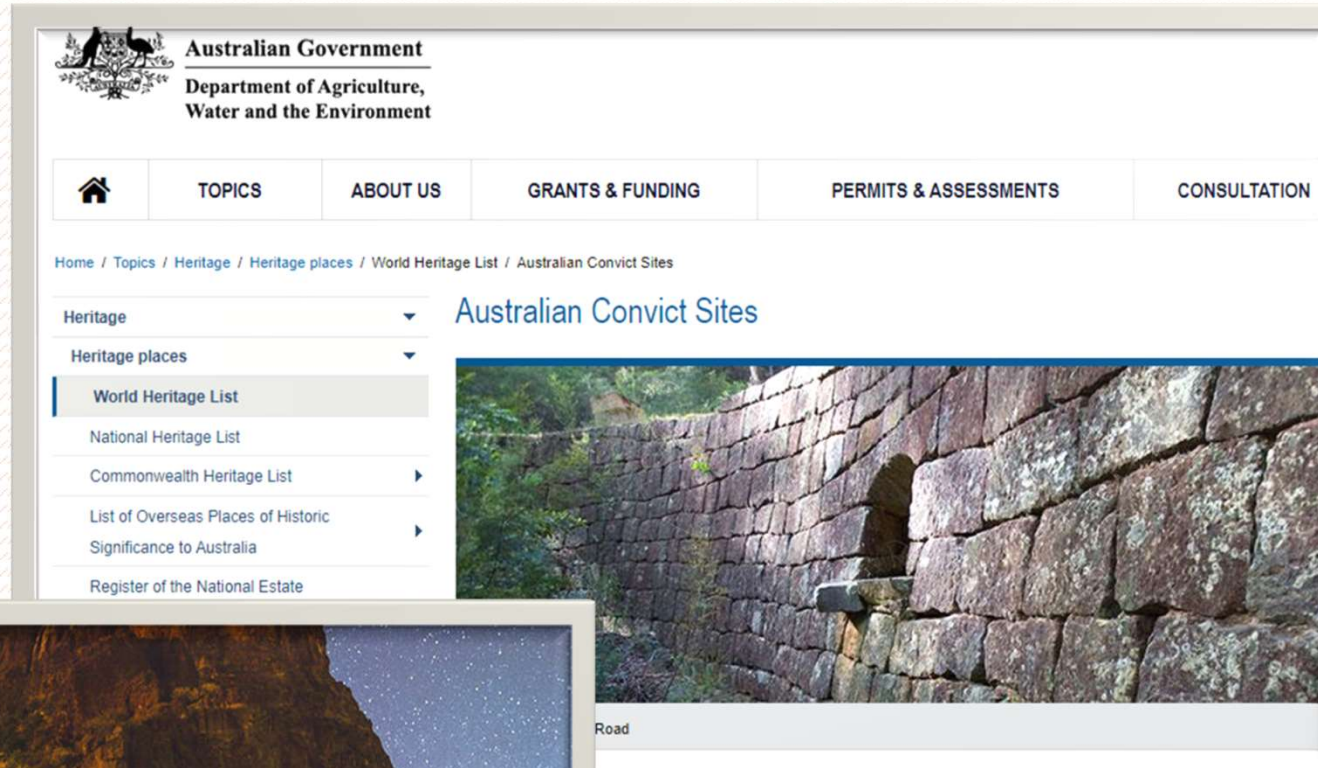 Australian Government
Department of Agriculture,
Water and the Environment
TOPICS
ABOUT US
GRANTS & FUNDING
PERMITS & ASSESSMENTS
CONSULTATION
Home / Topics / Heritage / Heritage places / World Heritage List / Australian Convict Sites
Heritage
Heritage places
World Heritage List
National Heritage List
Commonwealth Heritage List
List of Overseas Places of Historic
Significance to Australia
Register of the National Estate
Australian Convict Sites
Road